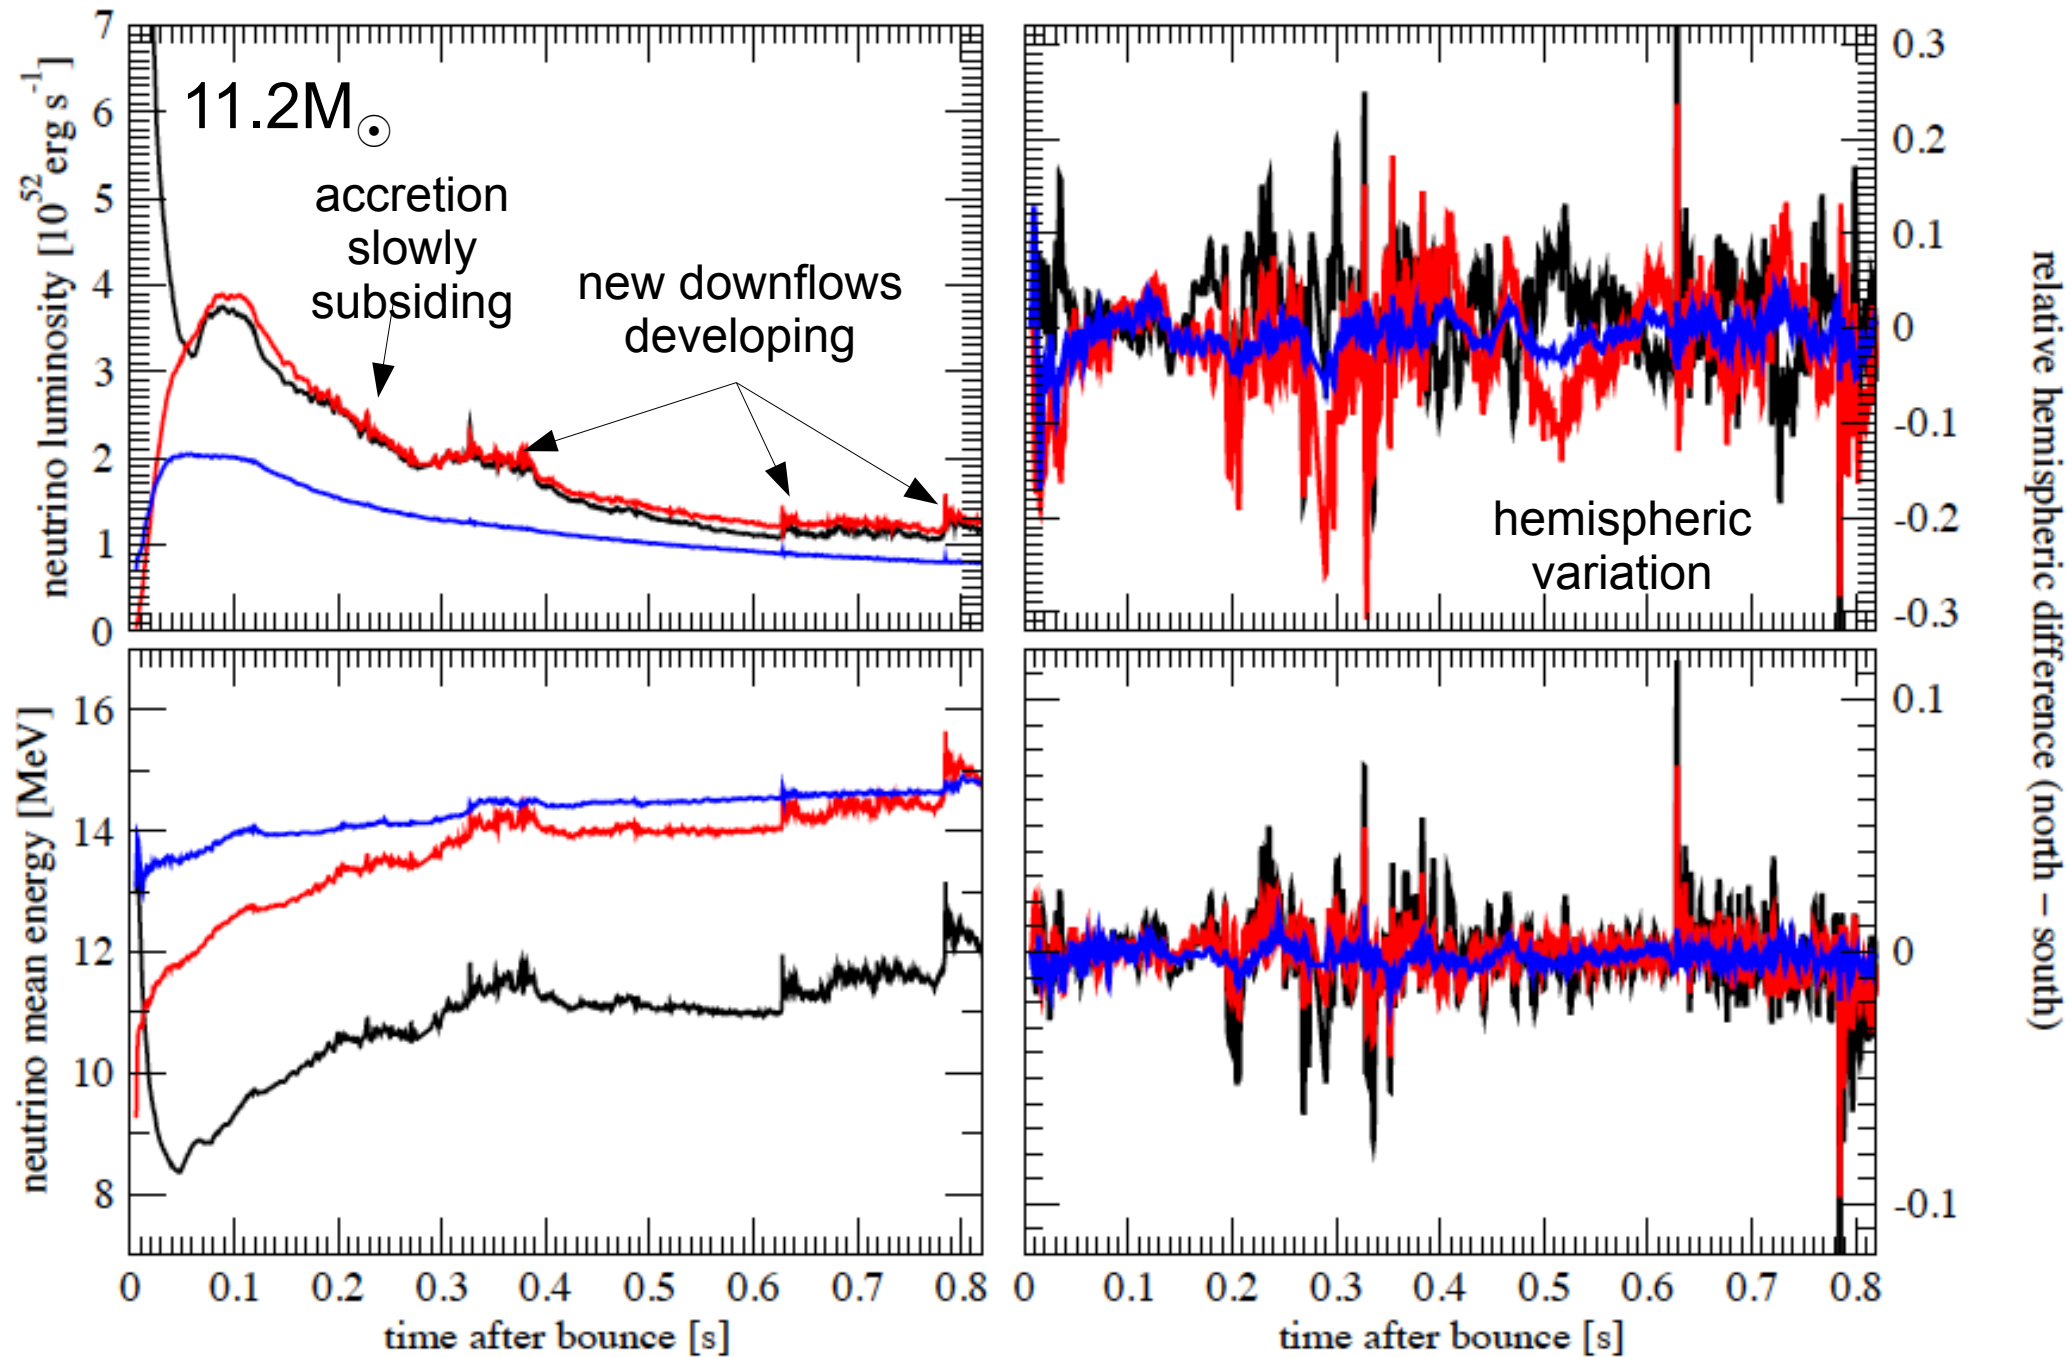 7
6
5
4
3
2
1
0
neutrino luminosity [10^52 erg s^-1]
11.2M☉
accretion
slowly
subsiding
new downflows
developing
0.3
0.2
0.1
0
-0.1
-0.2
-0.3
hemispheric
variation
relative hemispheric difference (north – south)
16
14
12
10
8
neutrino mean energy [MeV]
0.1
0
-0.1
0 0.1 0.2 0.3 0.4 0.5 0.6 0.7 0.8
time after bounce [s]
0 0.1 0.2 0.3 0.4 0.5 0.6 0.7 0.8
time after bounce [s]